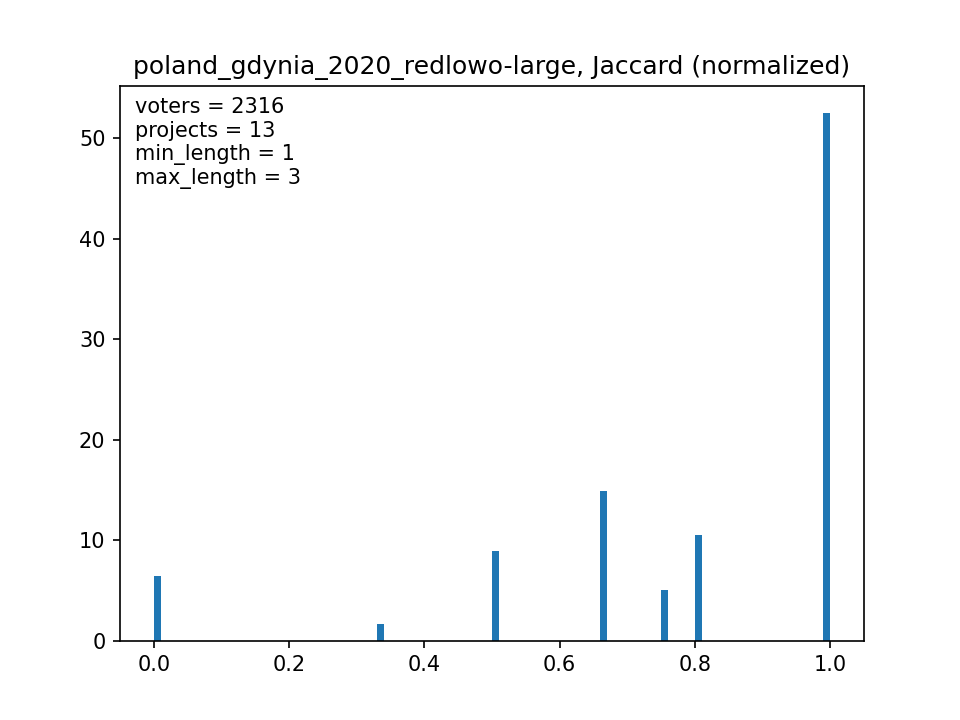 poland_gdynia_2020_redlowo-large, Jaccard (normalized)
voters = 2316
projects = 13
min_length = 1
max_length = 3
50
40
30
20
10
0
0.0 0.2 0.4 0.6 0.8 1.0